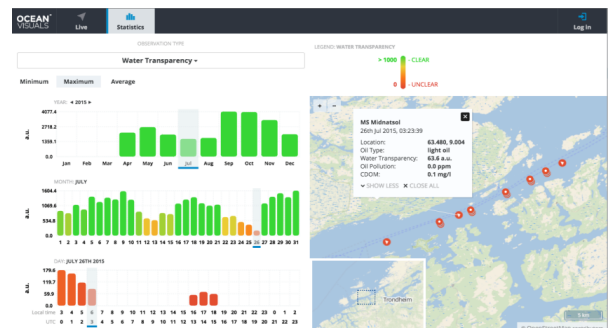 OCEAN
VISUALS
Live
Statistics
Log In
OBSERVATION TYPE
Water Transparency
Minimum Maximum Average
YEAR: ◂ 2015 ▸
4077.4
2718.2
1359.1
0.0
a.u.
Jan Feb Mar Apr May Jun Jul Aug Sep Oct Nov Dec
MONTH: JULY
1604.4
1069.6
534.8
0.0
a.u.
1 2 3 4 5 6 7 8 9 10 11 12 13 14 15 16 17 18 19 20 21 22 23 24 25 26 27 28 29 30 31
DAY: JULY 26TH 2015
179.6
119.7
59.9
0.0
a.u.
Local time 3 4 5 6 7 8 9 10 11 12 13 14 15 16 17 18 19 20 21 22 23 0 1 2
UTC 0 1 2 3 4 5 6 7 8 9 10 11 12 13 14 15 16 17 18 19 20 21 22 23
LEGEND: WATER TRANSPARENCY
> 1000 - CLEAR
0 - UNCLEAR
+ −
MS Midnatsol
26th Jul 2015, 03:23:39
Location: 63.480, 9.004
Oil Type: light oil
Water Transparency: 63.6 a.u.
Oil Pollution: 0.0 ppm
CDOM: 0.1 mg/l
SHOW LESS ✕ CLOSE ALL
Trondheim
5 km